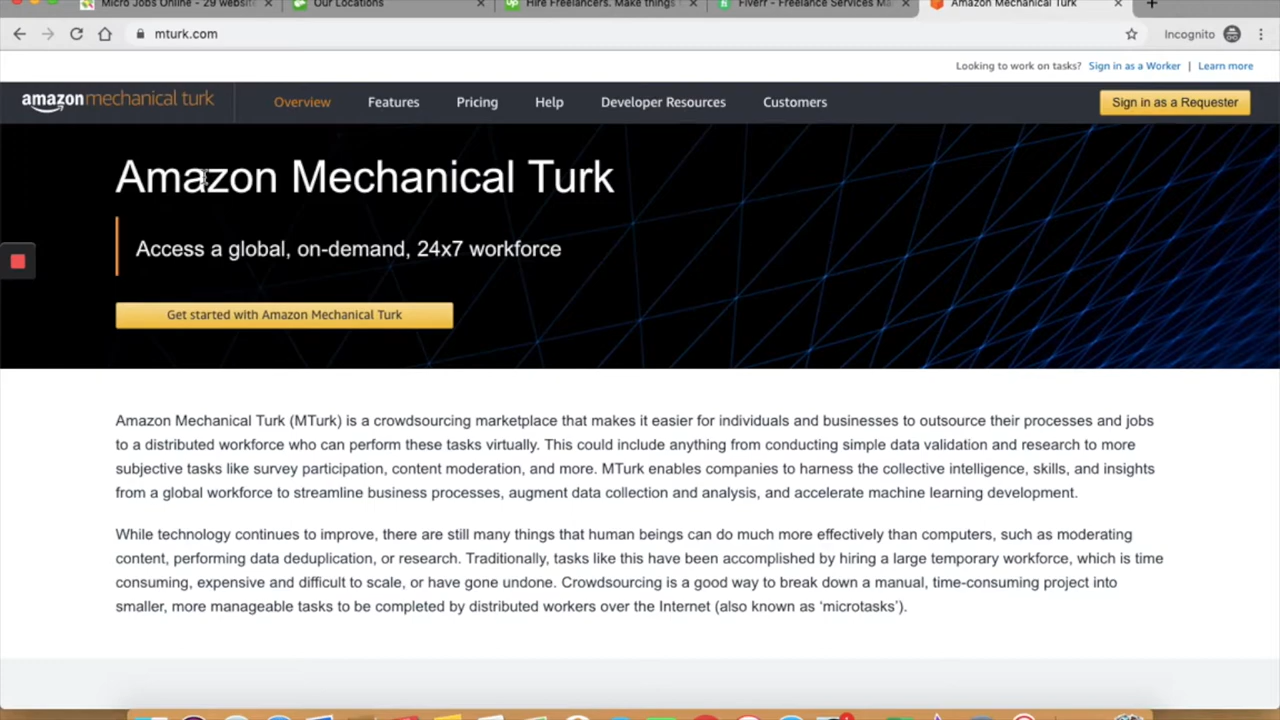 Micro Jobs Online - 29 websit
Our Locations
Hire Freelancers. Make things
Fiverr - Freelance Services Ma
Amazon Mechanical Turk
mturk.com
Incognito
Looking to work on tasks? Sign in as a Worker | Learn more
amazonmechanical turk
Overview
Features
Pricing
Help
Developer Resources
Customers
Sign in as a Requester
Amazon Mechanical Turk
Access a global, on-demand, 24x7 workforce
Get started with Amazon Mechanical Turk
Amazon Mechanical Turk (MTurk) is a crowdsourcing marketplace that makes it easier for individuals and businesses to outsource their processes and jobs
to a distributed workforce who can perform these tasks virtually. This could include anything from conducting simple data validation and research to more
subjective tasks like survey participation, content moderation, and more. MTurk enables companies to harness the collective intelligence, skills, and insights
from a global workforce to streamline business processes, augment data collection and analysis, and accelerate machine learning development.
While technology continues to improve, there are still many things that human beings can do much more effectively than computers, such as moderating
content, performing data deduplication, or research. Traditionally, tasks like this have been accomplished by hiring a large temporary workforce, which is time
consuming, expensive and difficult to scale, or have gone undone. Crowdsourcing is a good way to break down a manual, time-consuming project into
smaller, more manageable tasks to be completed by distributed workers over the Internet (also known as ‘microtasks’).